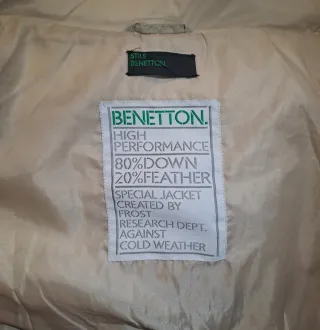 STILE
BENETTON.
BENETTON.
HIGH
PERFORMANCE
80%DOWN
20%FEATHER
SPECIAL JACKET
CREATED BY
FROST
RESEARCH DEPT.
AGAINST
COLD WEATHER